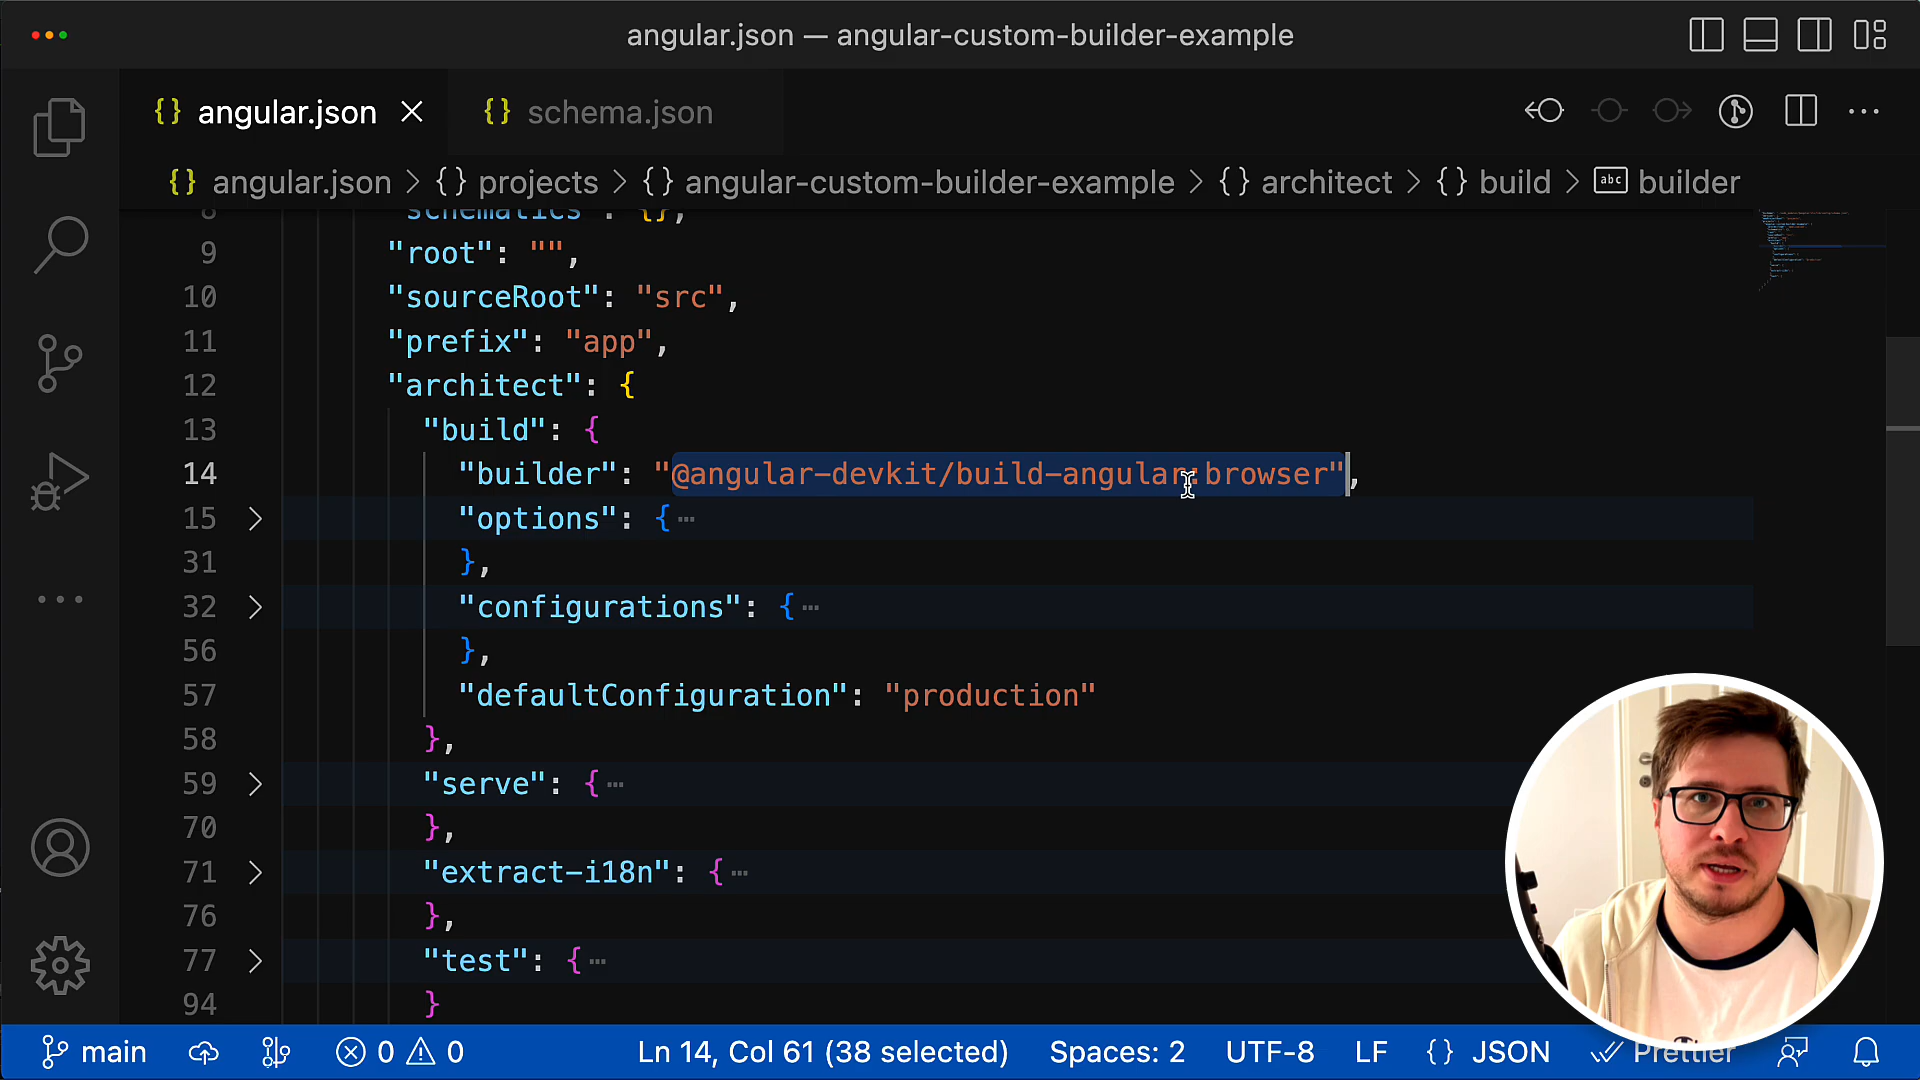 angular.json — angular-custom-builder-example
{} angular.json × {} schema.json
{} angular.json > {} projects > {} angular-custom-builder-example > {} architect > {} build > abc builder
8 "schematics": {},
9 "root": "",
10 "sourceRoot": "src",
11 "prefix": "app",
12 "architect": {
13 "build": {
14 "builder": "@angular-devkit/build-angular:browser",
15 "options": { ⋯
31 },
32 "configurations": { ⋯
56 },
57 "defaultConfiguration": "production"
58 },
59 "serve": { ⋯
70 },
71 "extract-i18n": { ⋯
76 },
77 "test": { ⋯
94 }
main 0 0 Ln 14, Col 61 (38 selected) Spaces: 2 UTF-8 LF {} JSON Prettier